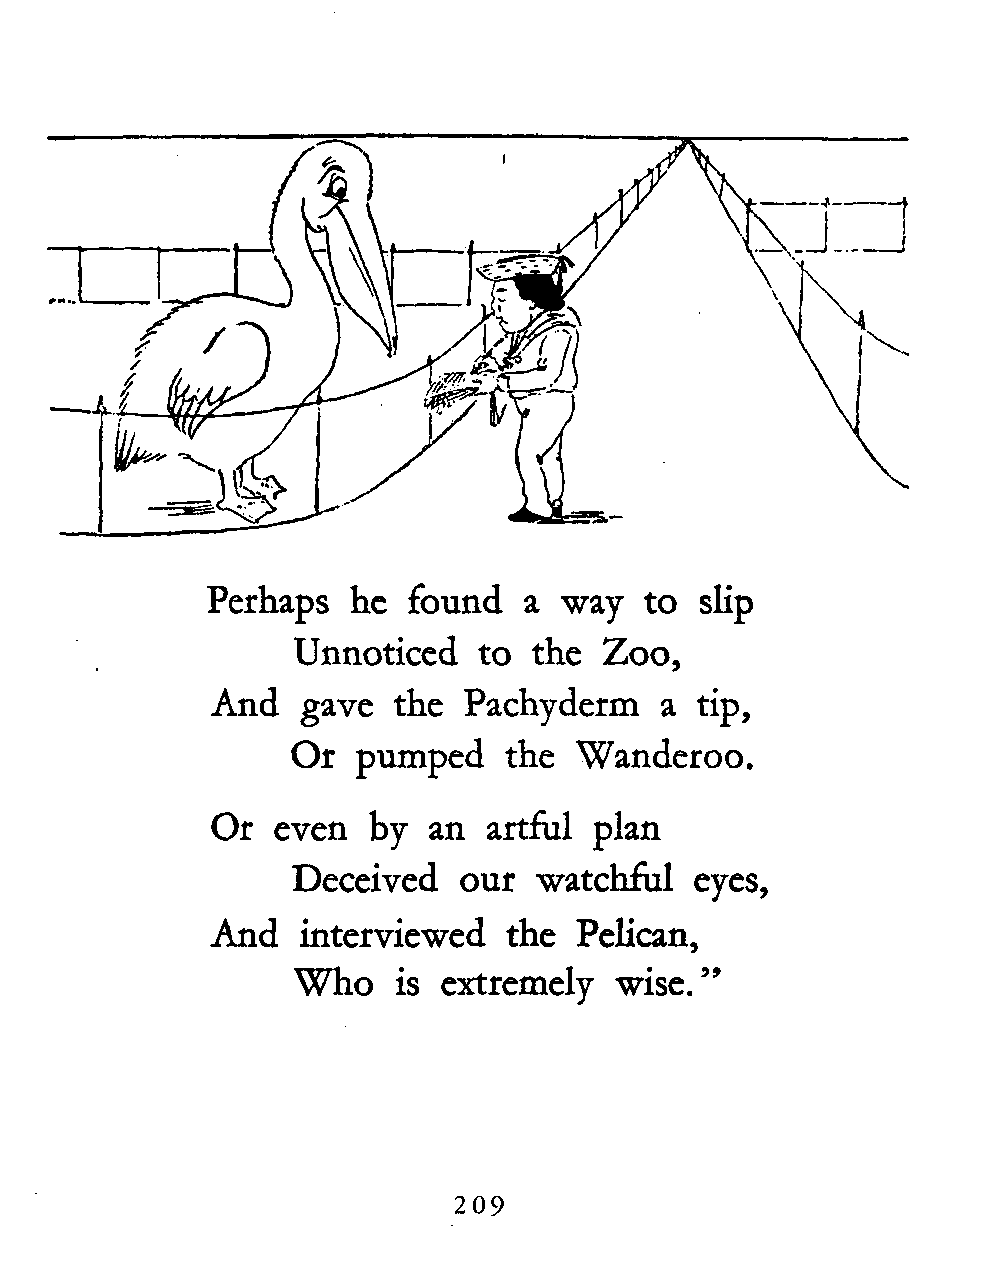 Perhaps he found a way to slip
Unnoticed to the Zoo,
And gave the Pachyderm a tip,
Or pumped the Wanderoo.
Or even by an artful plan
Deceived our watchful eyes,
And interviewed the Pelican,
Who is extremely wise."
209